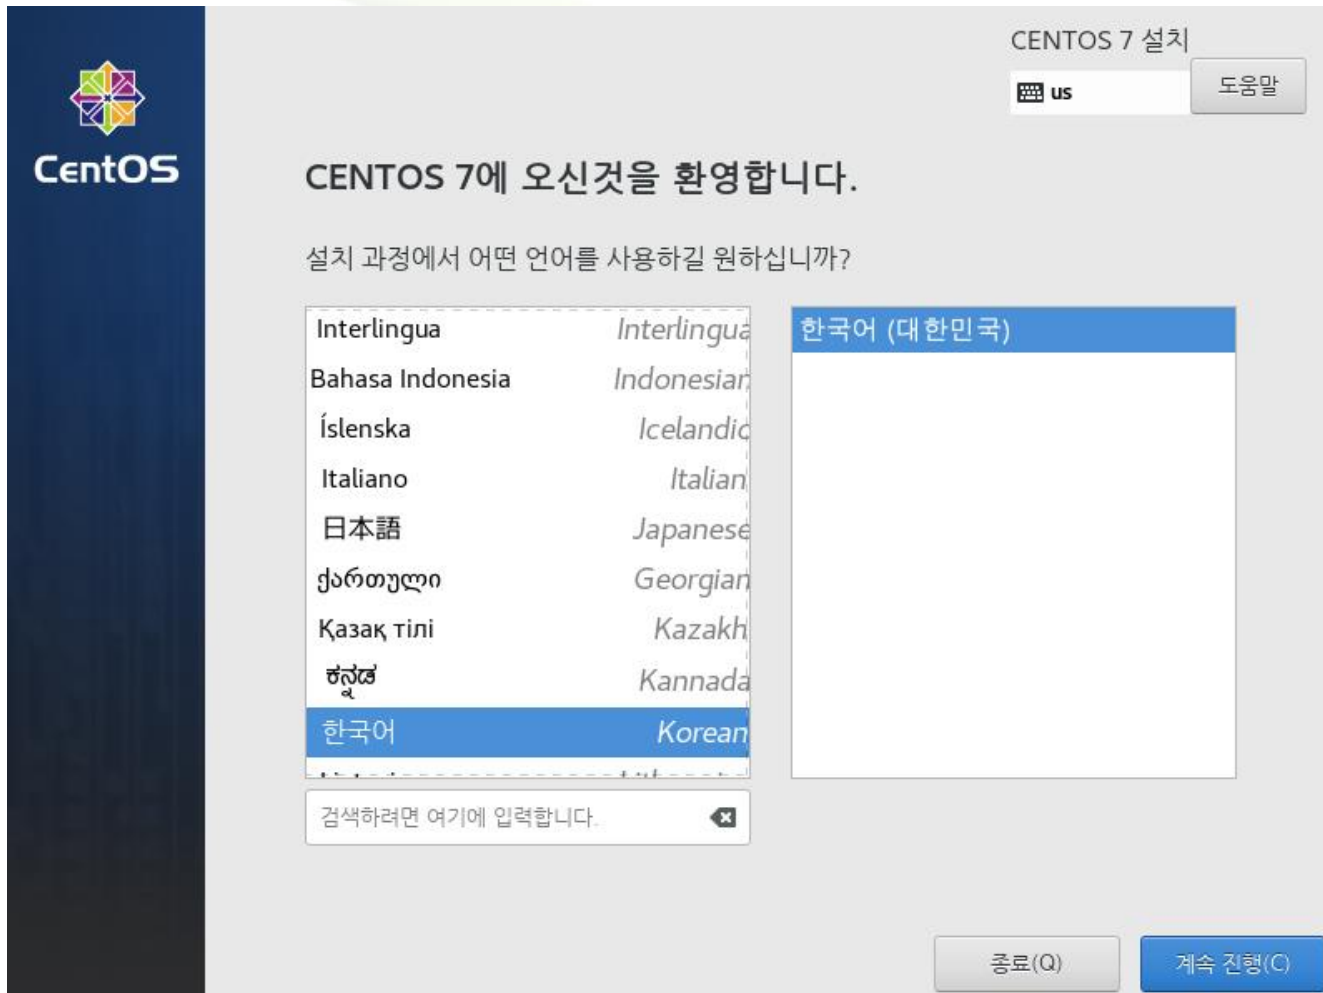 CentOS
CENTOS 7 설치
us
도움말
CENTOS 7에 오신것을 환영합니다.
설치 과정에서 어떤 언어를 사용하길 원하십니까?
Interlingua Interlingua
Bahasa Indonesia Indonesian
Íslenska Icelandic
Italiano Italian
日本語 Japanese
ქართული Georgian
Қазақ тілі Kazakh
ಕನ್ನಡ Kannada
한국어 Korean
한국어 (대한민국)
검색하려면 여기에 입력합니다.
종료(Q)
계속 진행(C)